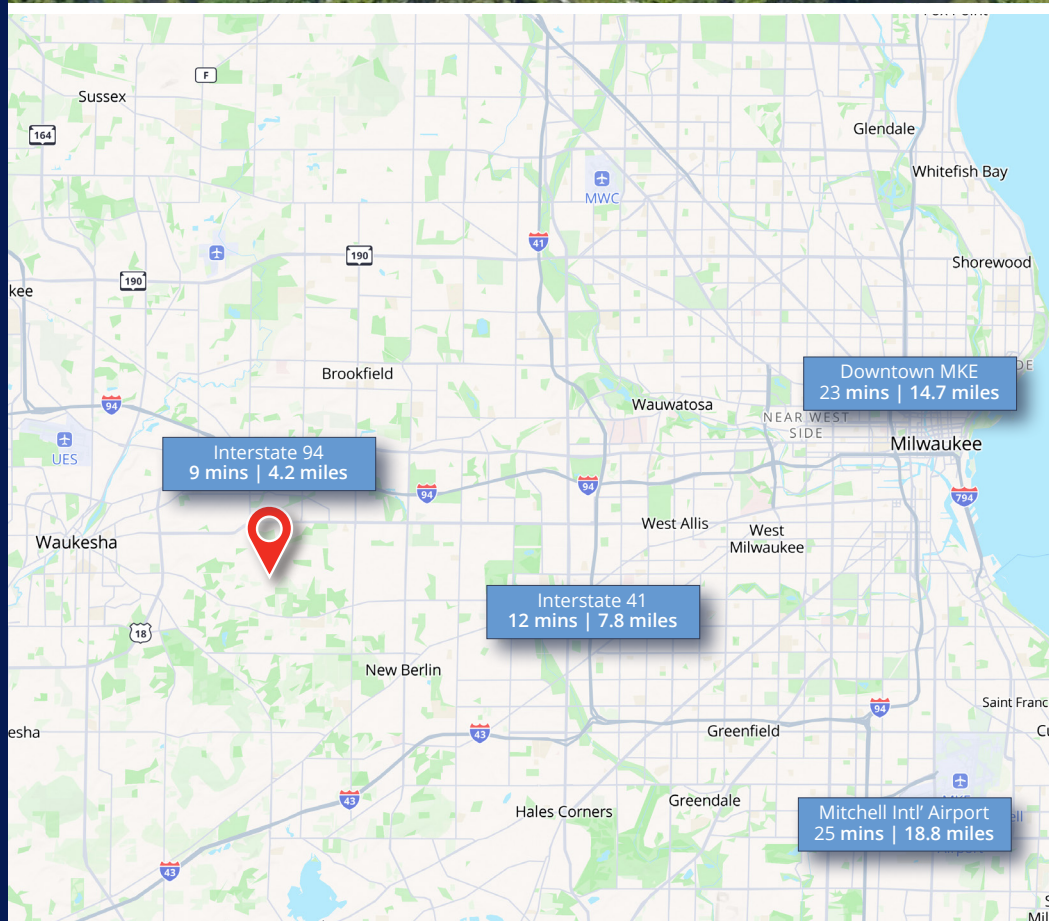 F
Sussex
164
Glendale
Whitefish Bay
MWC
41
190
Shorewood
190
kee
Brookfield
Downtown MKE
23 mins | 14.7 miles
DE
94
Wauwatosa
NEAR WEST
SIDE
Milwaukee
UES
Interstate 94
9 mins | 4.2 miles
94
94
794
West Allis
West
Milwaukee
Waukesha
Interstate 41
12 mins | 7.8 miles
18
New Berlin
Saint Franc
94
43
Greenfield
esha
43
Hales Corners
Greendale
Mitchell Intl’ Airport
25 mins | 18.8 miles
ell
43